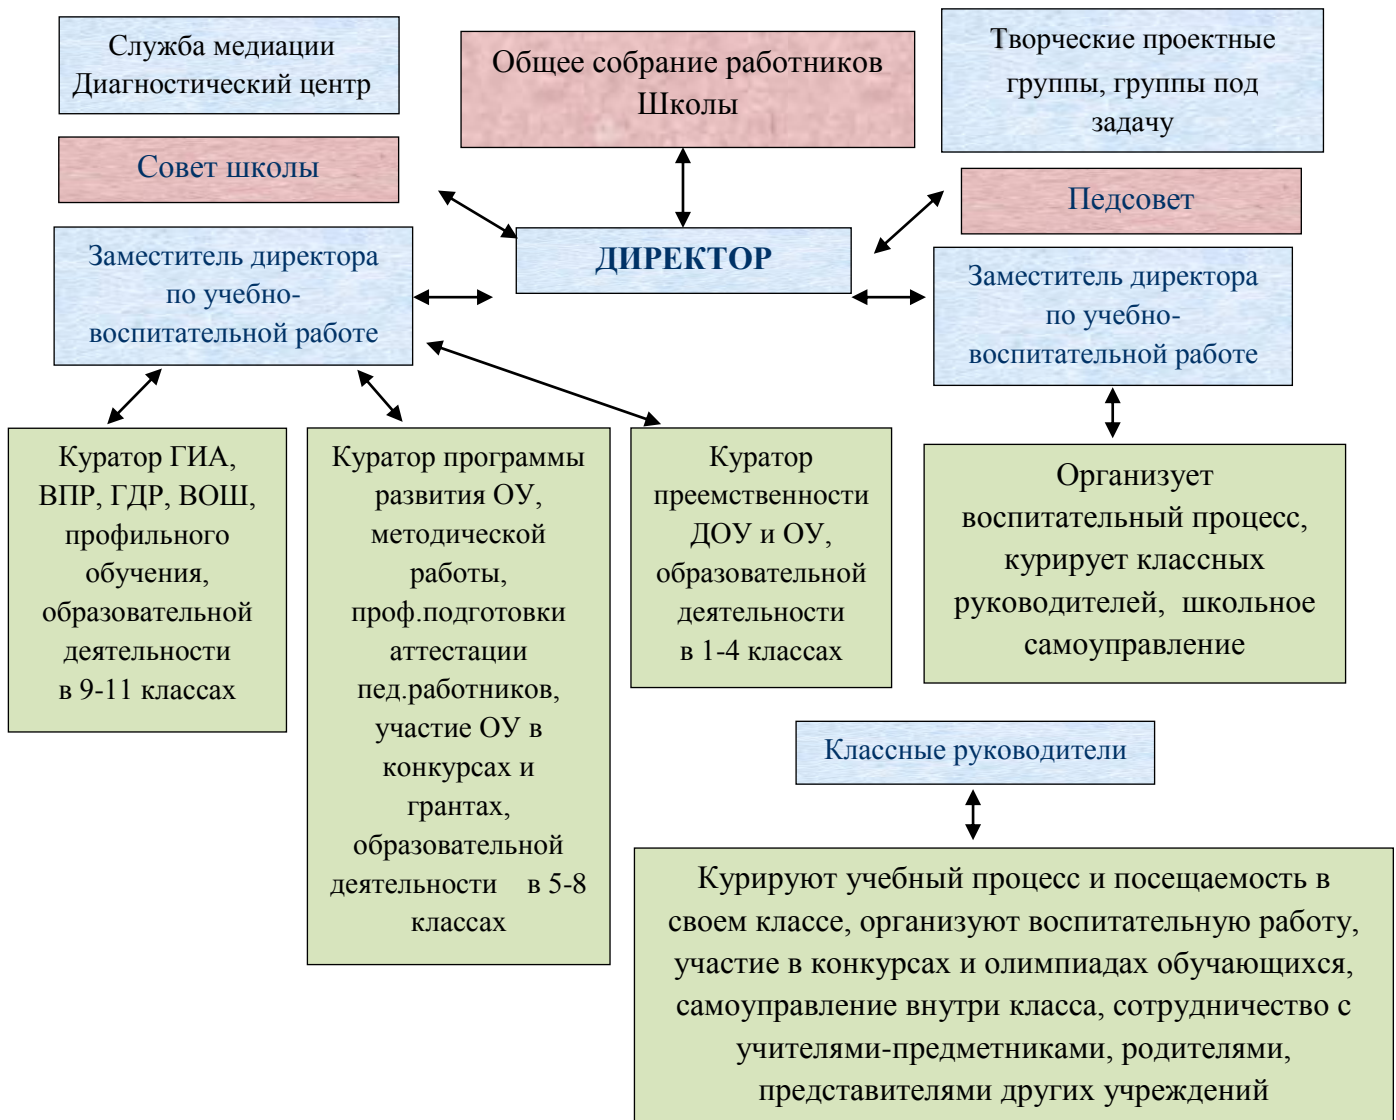 Служба медиации
Диагностический центр
Общее собрание работников
Школы
Творческие проектные
группы, группы под
задачу
Совет школы
Педсовет
ДИРЕКТОР
Заместитель директора
по учебно-
воспитательной работе
Заместитель директора
по учебно-
воспитательной работе
Куратор ГИА,
ВПР, ГДР, ВОШ,
профильного
обучения,
образовательной
деятельности
в 9-11 классах
Куратор программы
развития ОУ,
методической
работы,
проф.подготовки
аттестации
пед.работников,
участие ОУ в
конкурсах и
грантах,
образовательной
деятельности в 5-8
классах
Куратор
преемственности
ДОУ и ОУ,
образовательной
деятельности
в 1-4 классах
Организует
воспитательный процесс,
курирует классных
руководителей, школьное
самоуправление
Классные руководители
Курируют учебный процесс и посещаемость в
своем классе, организуют воспитательную работу,
участие в конкурсах и олимпиадах обучающихся,
самоуправление внутри класса, сотрудничество с
учителями-предметниками, родителями,
представителями других учреждений